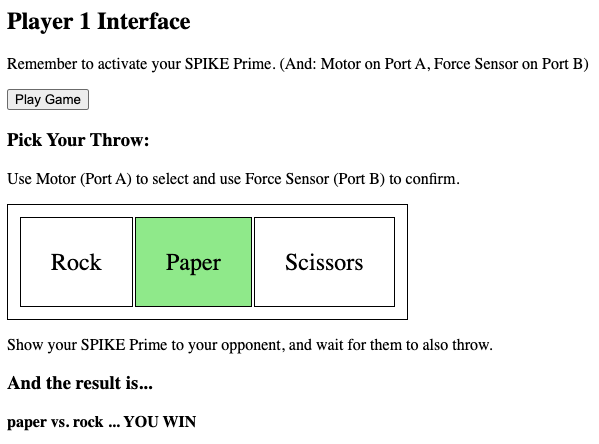 Player 1 Interface
Remember to activate your SPIKE Prime. (And: Motor on Port A, Force Sensor on Port B)
Play Game
Pick Your Throw:
Use Motor (Port A) to select and use Force Sensor (Port B) to confirm.
Rock Paper Scissors
Show your SPIKE Prime to your opponent, and wait for them to also throw.
And the result is...
paper vs. rock ... YOU WIN